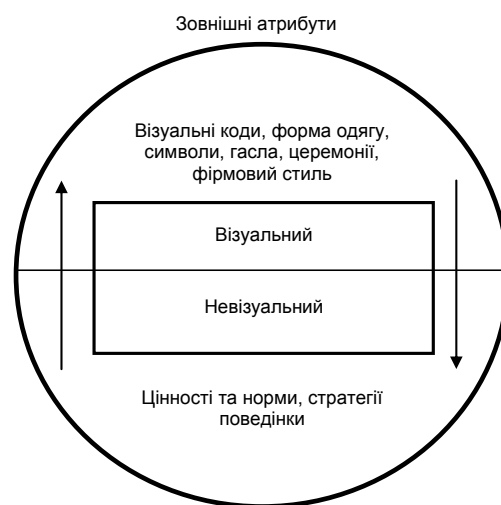 Зовнішні атрибути
Візуальні коди, форма одягу,
символи, гасла, церемонії,
фірмовий стиль
Візуальний
Невізуальний
Цінності та норми, стратегії
поведінки